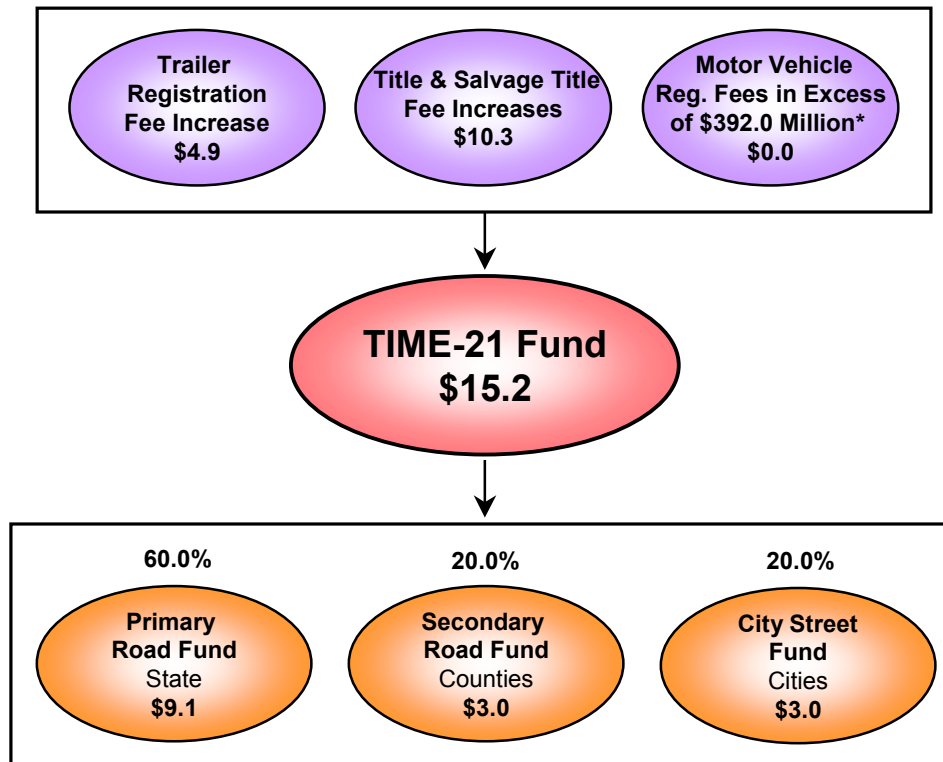 Trailer
Registration
Fee Increase
$4.9
Title & Salvage Title
Fee Increases
$10.3
Motor Vehicle
Reg. Fees in Excess
of $392.0 Million*
$0.0
TIME-21 Fund
$15.2
60.0%
Primary
Road Fund
State
$9.1
20.0%
Secondary
Road Fund
Counties
$3.0
20.0%
City Street
Fund
Cities
$3.0